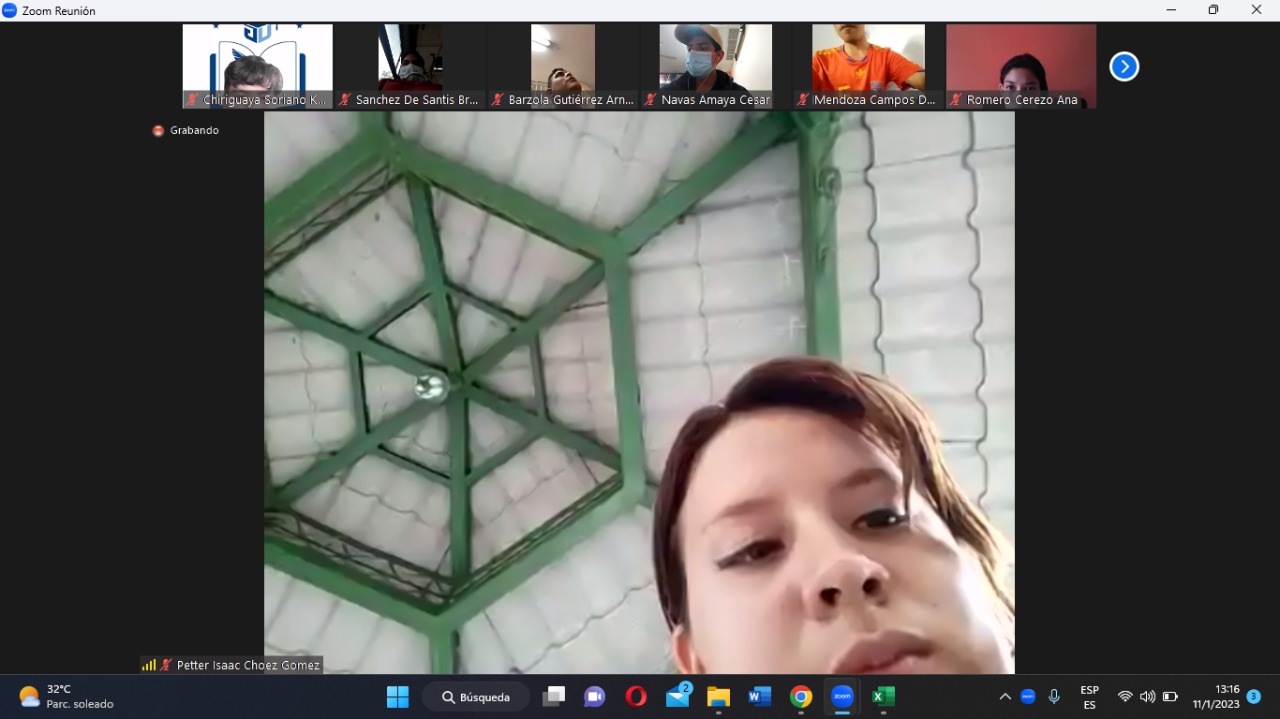 Zoom Reunión
Chiriguaya Soriano K...
Sanchez De Santis Br...
Barzola Gutiérrez Arn...
Navas Amaya Cesar
Mendoza Campos D...
Romero Cerezo Ana
Grabando
Petter Isaac Choez Gomez
32°C
Parc. soleado
Búsqueda
2
zoom
ESP
ES
13:16
11/1/2023
3